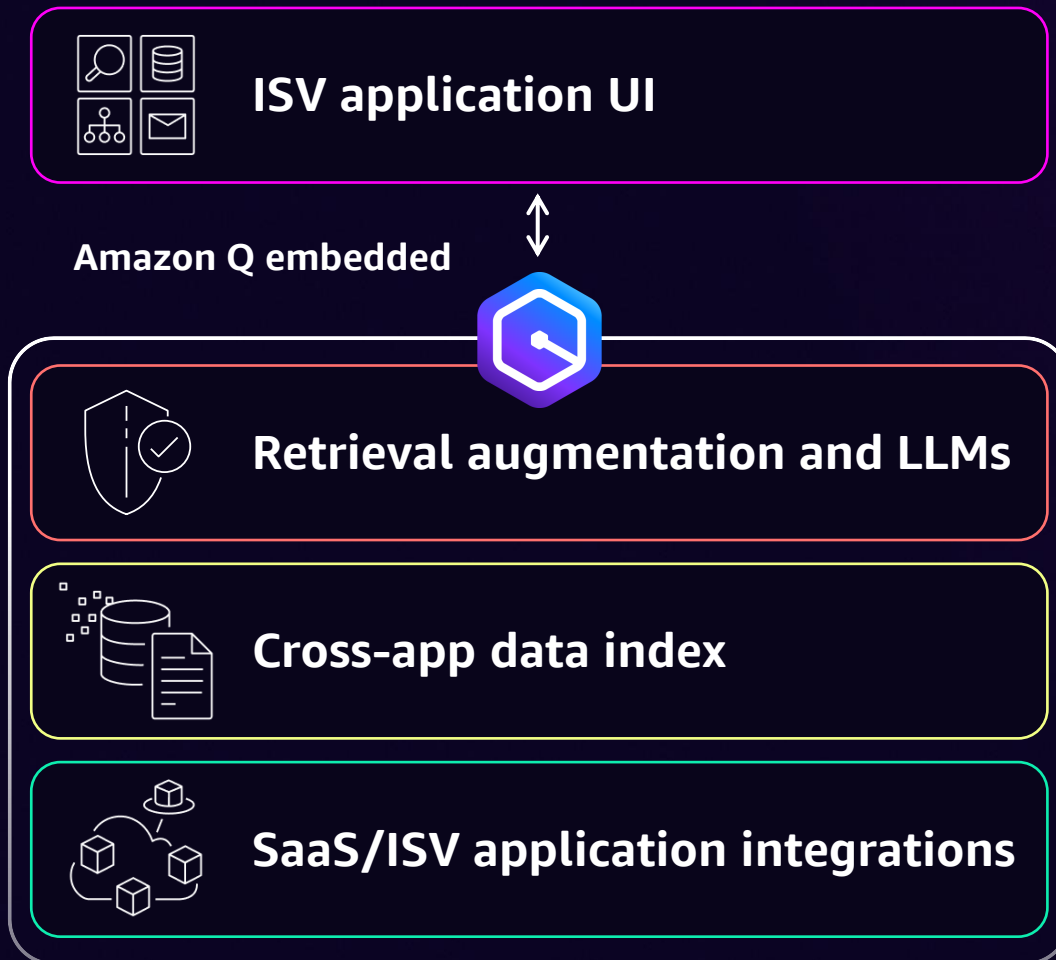 ISV application UI
Amazon Q embedded
Retrieval augmentation and LLMs
Cross-app data index
SaaS/ISV application integrations